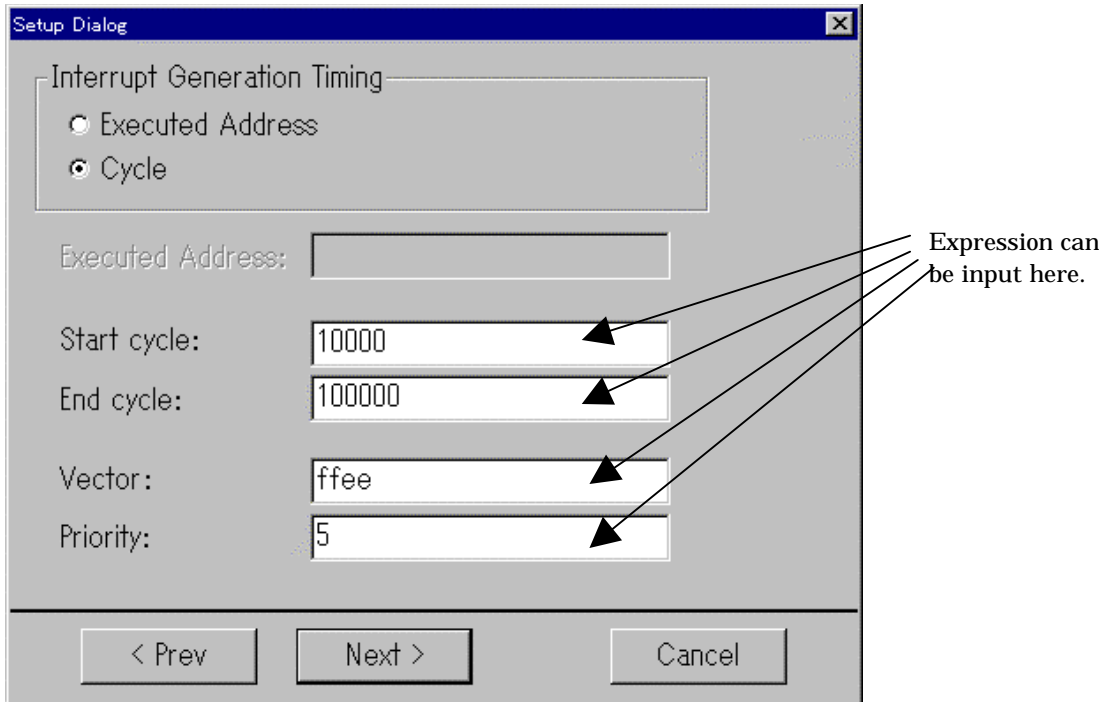 Setup Dialog
Interrupt Generation Timing
Executed Address
Cycle
Executed Address:
Expression can
be input here.
Start cycle:
10000
End cycle:
100000
Vector:
ffee
Priority:
5
< Prev
Next >
Cancel